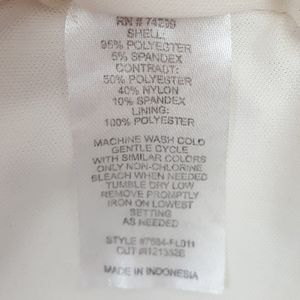 RN # 74289
SHELL:
95% POLYESTER
5% SPANDEX
CONTRAST:
50% POLYESTER
40% NYLON
10% SPANDEX
LINING:
100% POLYESTER
MACHINE WASH COLD
GENTLE CYCLE
WITH SIMILAR COLORS
ONLY NON-CHLORINE
BLEACH WHEN NEEDED
TUMBLE DRY LOW
REMOVE PROMPTLY
IRON ON LOWEST
SETTING
AS NEEDED
STYLE
CUT
MADE IN INDONESIA